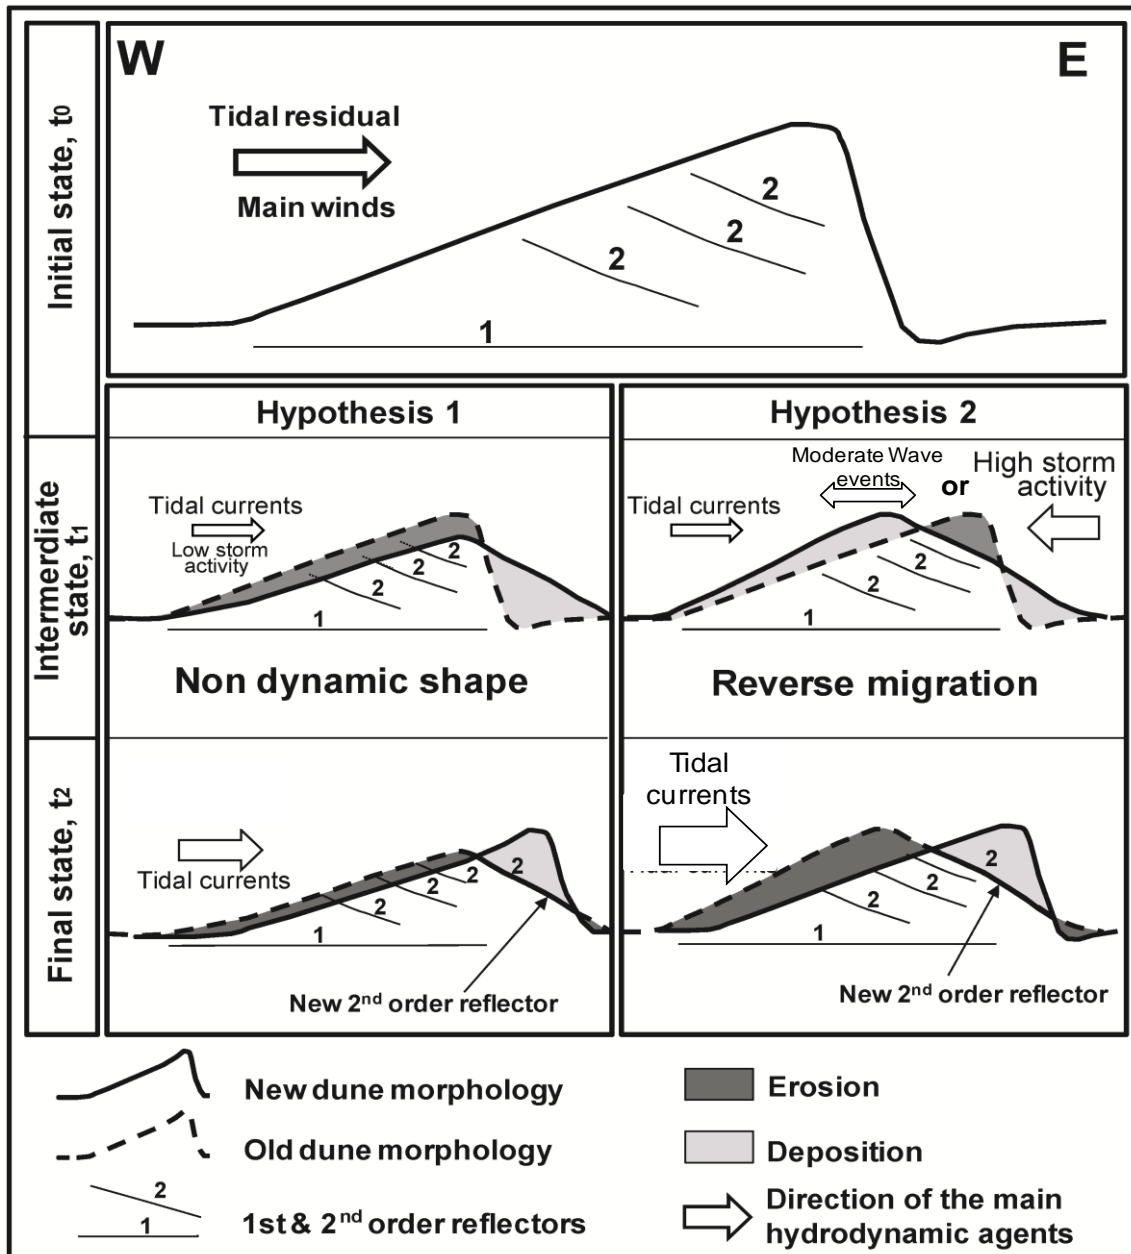 W
E
Initial state, t0
Tidal residual
Main winds
2
2
2
1
Hypothesis 1
Hypothesis 2
Intermerdiate
state, t1
Tidal currents
Low storm
activity
2
2
2
1
Non dynamic shape
Moderate Wave
events
or
High storm
activity
Tidal currents
2
2
2
1
Reverse migration
Final state, t2
Tidal currents
2
2
2
2
2
1
New 2nd order reflector
Tidal
currents
2
2
2
2
1
New 2nd order reflector
New dune morphology
Old dune morphology
2
1
1st & 2nd order reflectors
Erosion
Deposition
Direction of the main
hydrodynamic agents